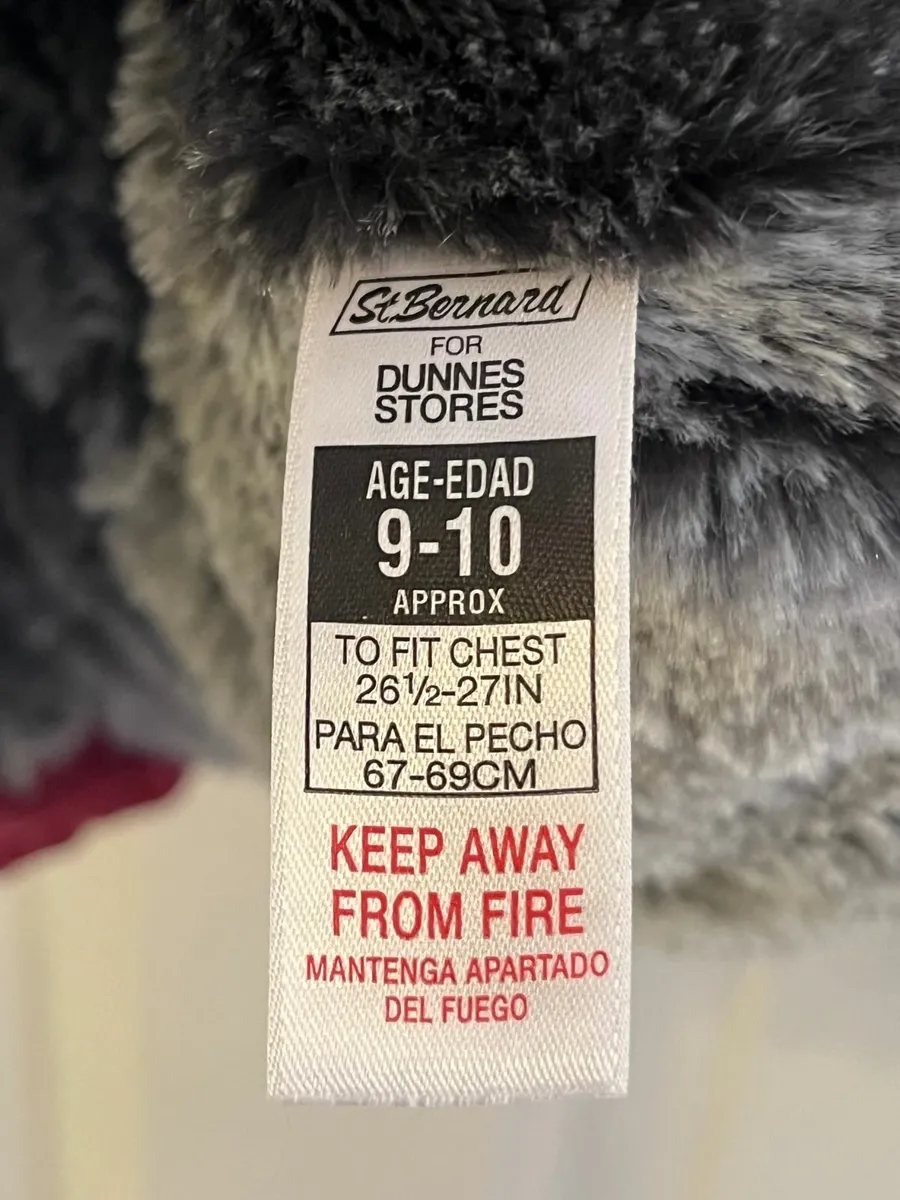 St.Bernard
FOR
DUNNES
STORES
AGE-EDAD
9-10
APPROX
TO FIT CHEST
26½-27IN
PARA EL PECHO
67-69CM
KEEP AWAY
FROM FIRE
MANTENGA APARTADO
DEL FUEGO